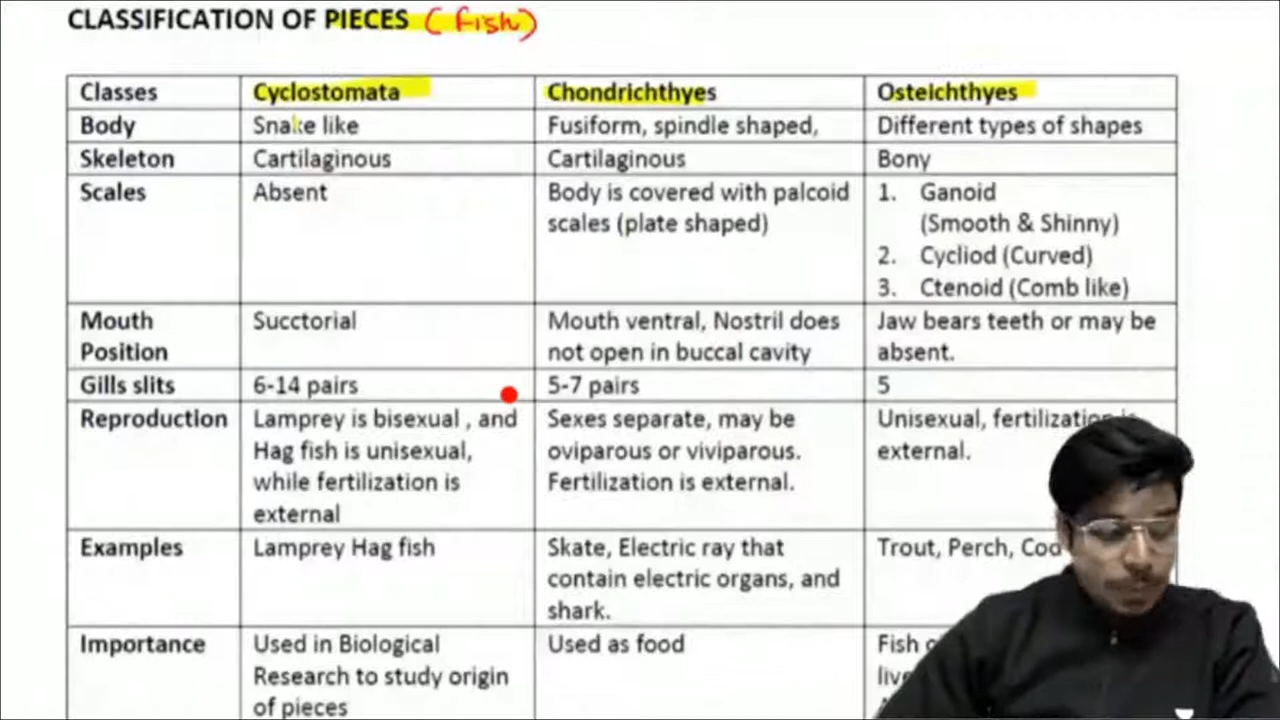 CLASSIFICATION OF PIECES (fish)
Classes Cyclostomata Chondrichthyes Osteichthyes
Body Snake like Fusiform, spindle shaped, Different types of shapes
Skeleton Cartilaginous Cartilaginous Bony
Scales Absent Body is covered with palcoid 1. Ganoid
scales (plate shaped) (Smooth & Shinny)
2. Cycliod (Curved)
3. Ctenoid (Comb like)
Mouth Succtorial Mouth ventral, Nostril does Jaw bears teeth or may be
Position not open in buccal cavity absent.
Gills slits 6-14 pairs 5-7 pairs 5
Reproduction Lamprey is bisexual , and Sexes separate, may be Unisexual,
Hag fish is unisexual, oviparous or viviparous. external.
while fertilization is Fertilization is external.
external
Examples Lamprey Hag fish Skate, Electric ray that Trout, Perch,
contain electric organs, and
shark.
Importance Used in Biological Used as food Fish
Research to study origin
of pieces